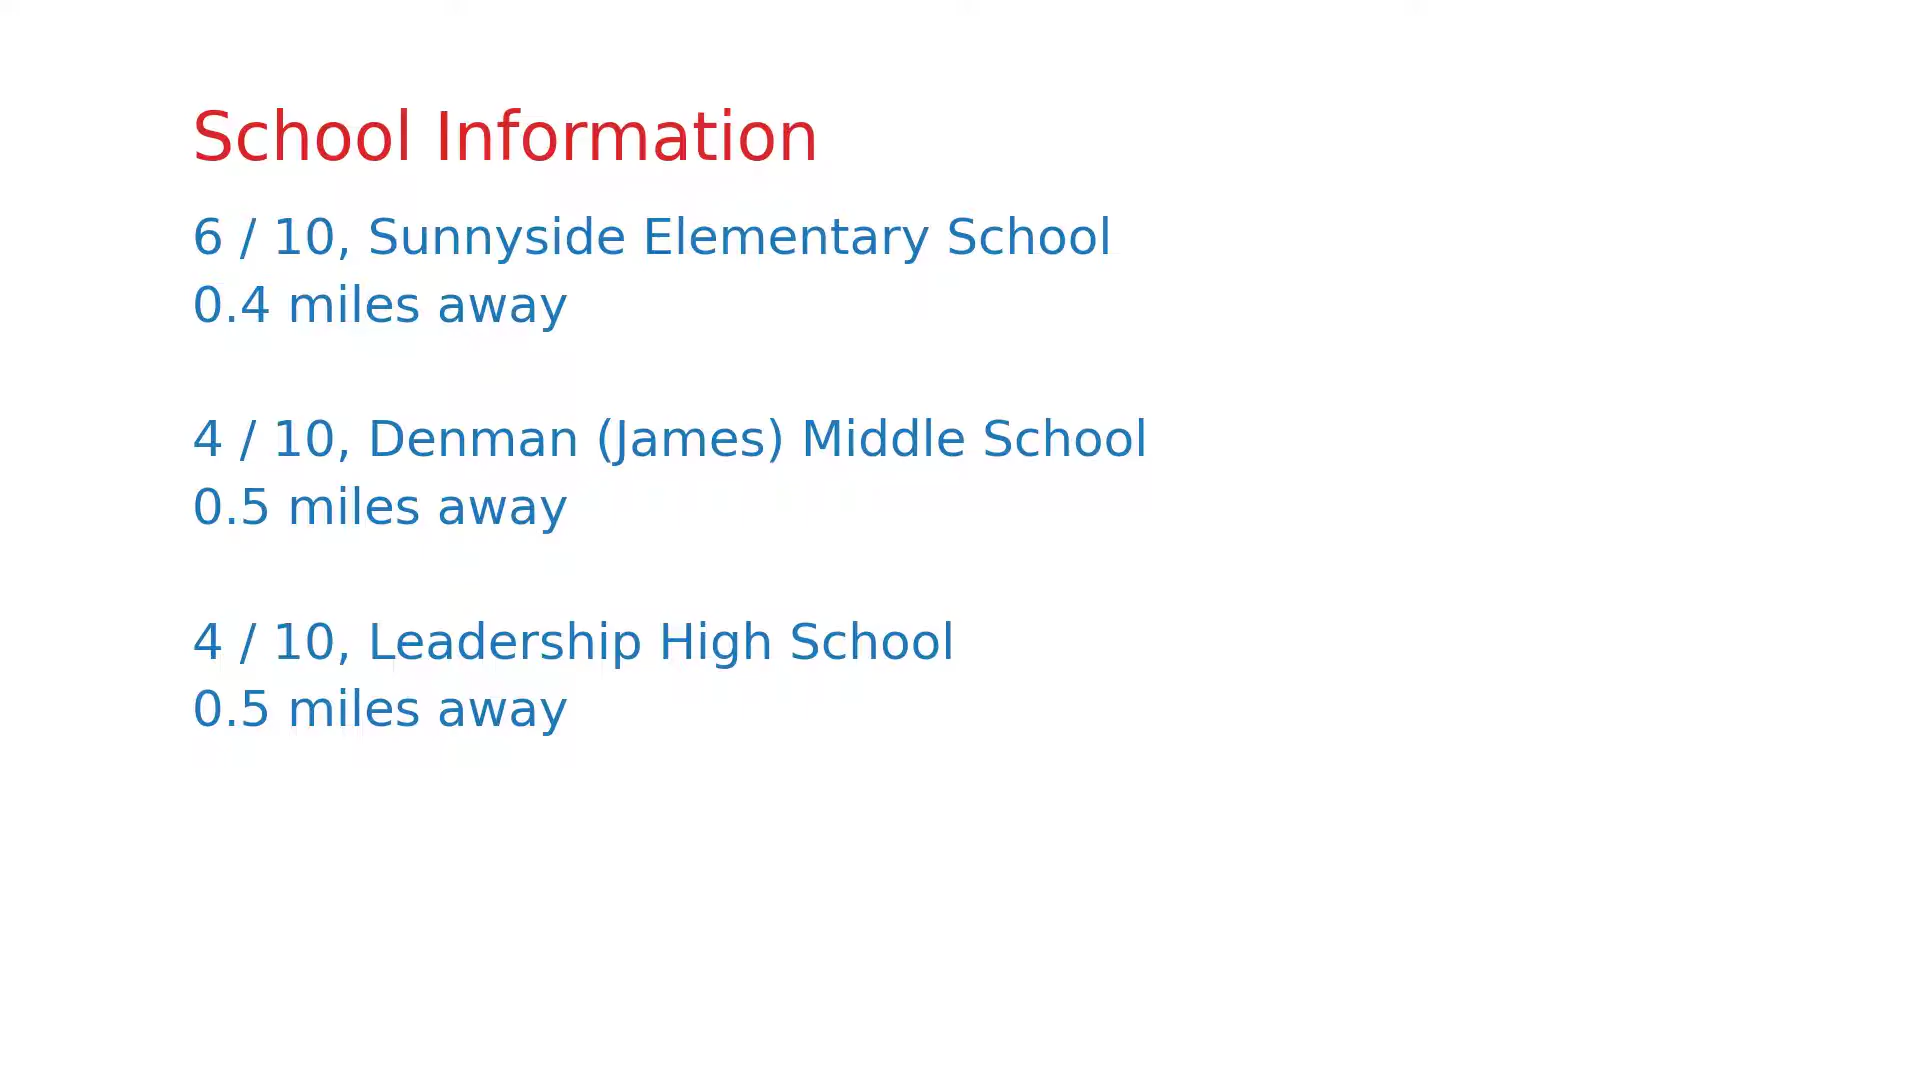 School Information
6 / 10, Sunnyside Elementary School
0.4 miles away
4 / 10, Denman (James) Middle School
0.5 miles away
4 / 10, Leadership High School
0.5 miles away